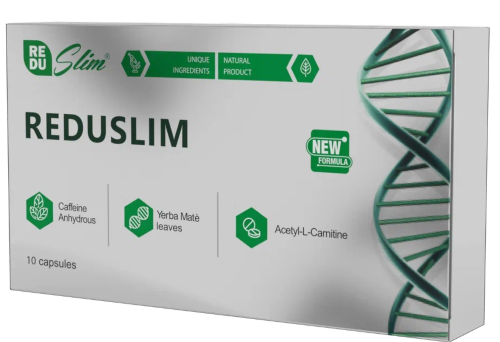 RE
DU
Slim®
UNIQUE
INGREDIENTS
NATURAL
PRODUCT
REDUSLIM
NEW
FORMULA
Caffeine
Anhydrous
Yerba Matè
leaves
Acetyl-L-Carnitine
10 capsules